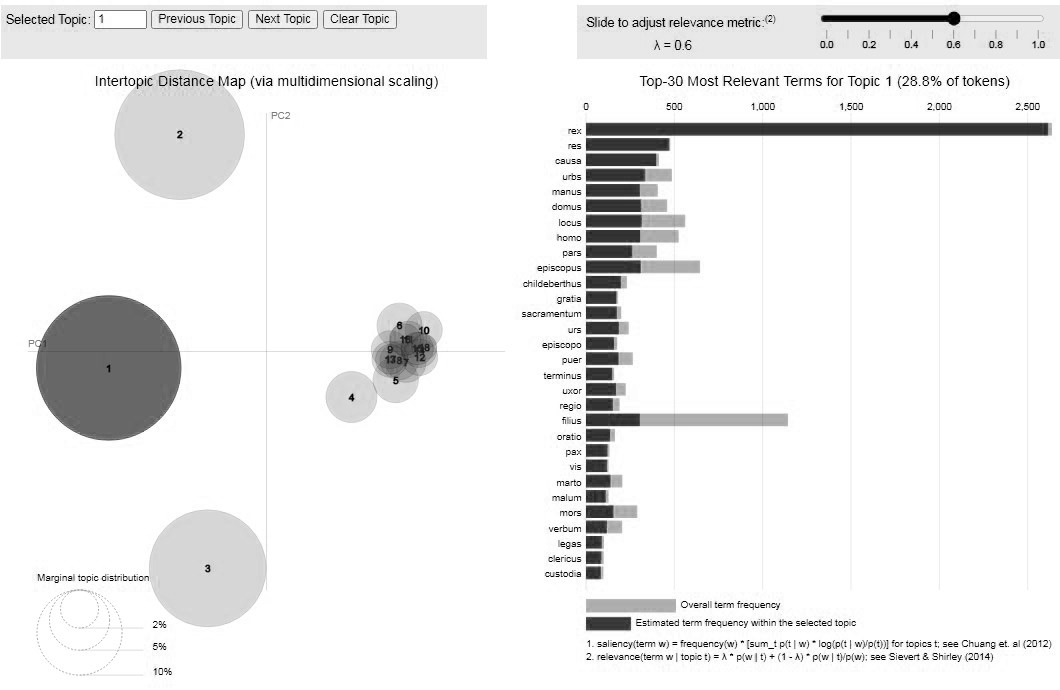 Selected Topic: 1 Previous Topic Next Topic Clear Topic
Slide to adjust relevance metric:(2)
λ = 0.6
0.0 0.2 0.4 0.6 0.8 1.0
Intertopic Distance Map (via multidimensional scaling)
PC2
PC1
2
1
3
4
5
6
10
9
12
13
8
7
18
Marginal topic distribution
2%
5%
10%
Top-30 Most Relevant Terms for Topic 1 (28.8% of tokens)
0 500 1,000 1,500 2,000 2,500
rex
res
causa
urbs
manus
domus
locus
homo
pars
episcopus
childeberthus
gratia
sacramentum
urs
episcopo
puer
terminus
uxor
regio
filius
oratio
pax
vis
marto
malum
mors
verbum
legas
clericus
custodia
Overall term frequency
Estimated term frequency within the selected topic
1. saliency(term w) = frequency(w) * [sum_t p(t | w) * log(p(t | w)/p(t))] for topics t; see Chuang et. al (2012)
2. relevance(term w | topic t) = λ * p(w | t) + (1 - λ) * p(w | t)/p(w); see Sievert & Shirley (2014)